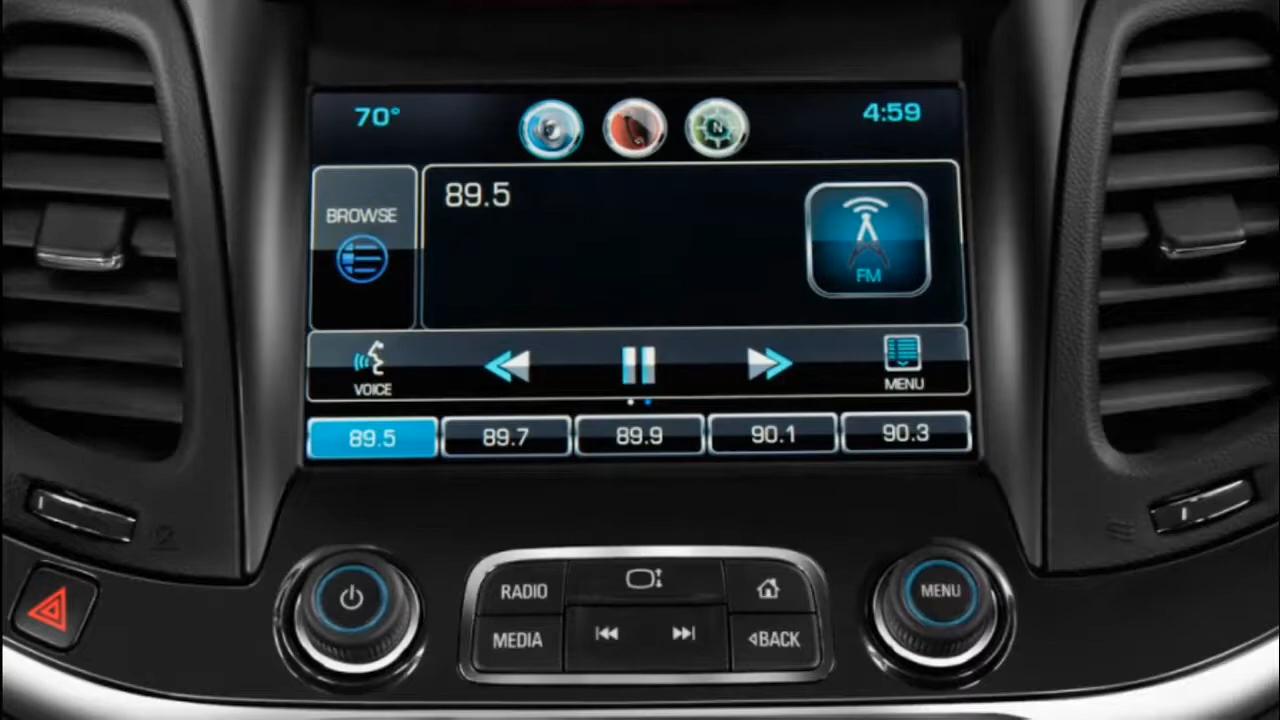 70° 4:59
N
BROWSE
89.5
FM
VOICE
MENU
89.5 89.7 89.9 90.1 90.3
RADIO
MEDIA
BACK
MENU